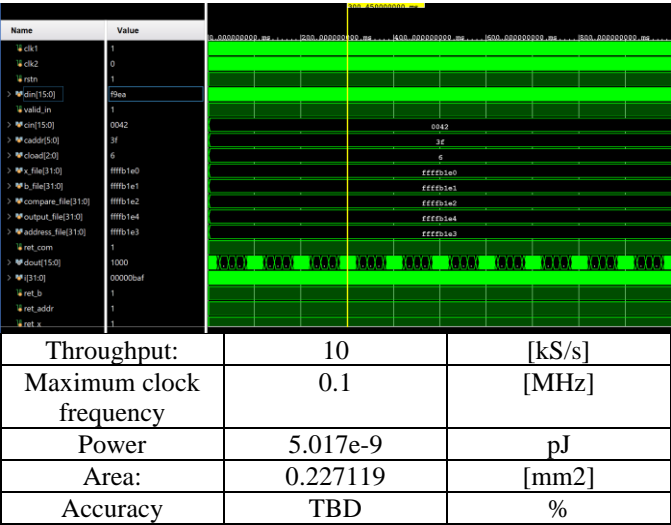 300.450000000 ms
Name Value
0.000000000 ms 200.000000000 ms 400.000000000 ms 600.000000000 ms 800.000000000 ms
clk1 1
clk2 0
rstn 1
din[15:0] f9ea
valid_in 1
cin[15:0] 0042 0042
caddr[5:0] 3f 3f
cload[2:0] 6 6
x_file[31:0] ffffb1e0 ffffb1e0
b_file[31:0] ffffb1e1 ffffb1e1
compare_file[31:0] ffffb1e2 ffffb1e2
output_file[31:0] ffffb1e4 ffffb1e4
address_file[31:0] ffffb1e3 ffffb1e3
ret_com 1
dout[15:0] 1000
i[31:0] 00000baf
ret_b 1
ret_addr 1
ret_x 1
Throughput: 10 [kS/s]
Maximum clock 0.1 [MHz]
frequency
Power 5.017e-9 pJ
Area: 0.227119 [mm2]
Accuracy TBD %